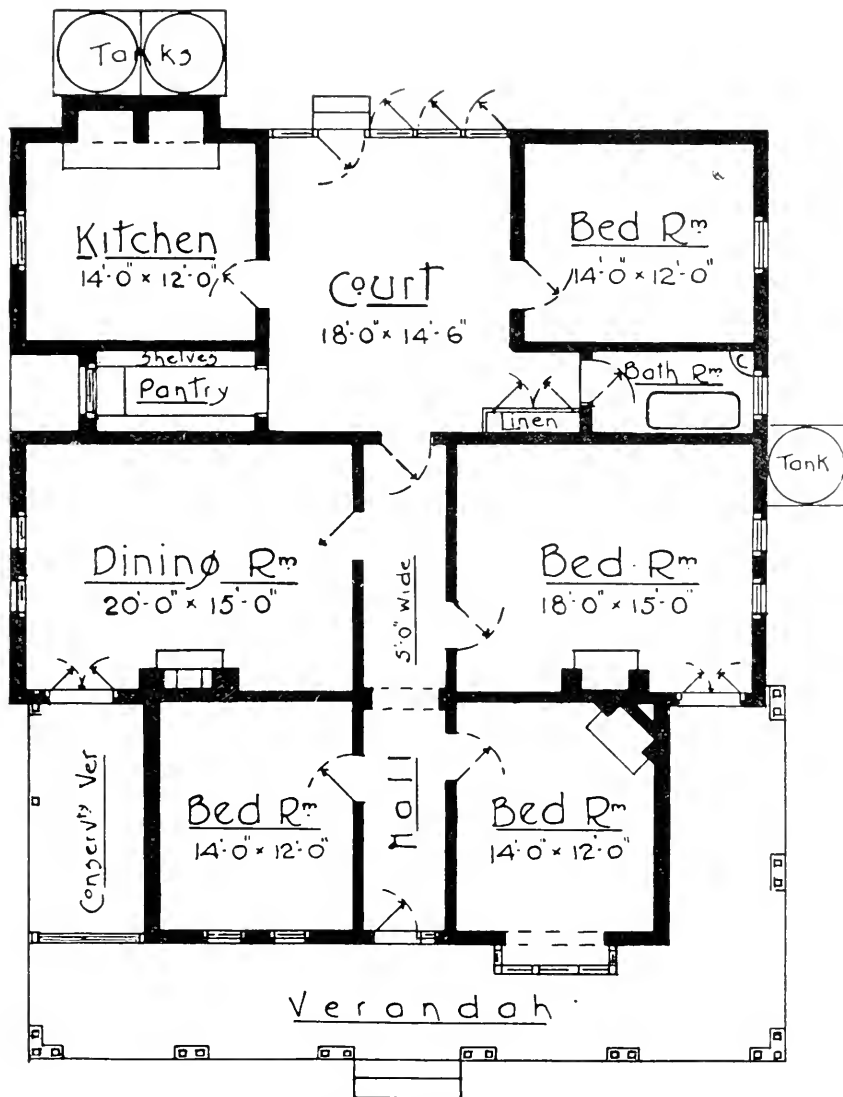 Tanks
Kitchen
14'-0" × 12'-0"
Court
18'-0" × 14'-6"
Bed Rm
14'-0" × 12'-0"
Shelves
Pantry
Bath Rm
Linen
Tank
Dining Rm
20'-0" × 15'-0"
5'-0" wide
Bed Rm
18'-0" × 15'-0"
Conservty Ver
Bed Rm
14'-0" × 12'-0"
Hall
Bed Rm
14'-0" × 12'-0"
Verandah